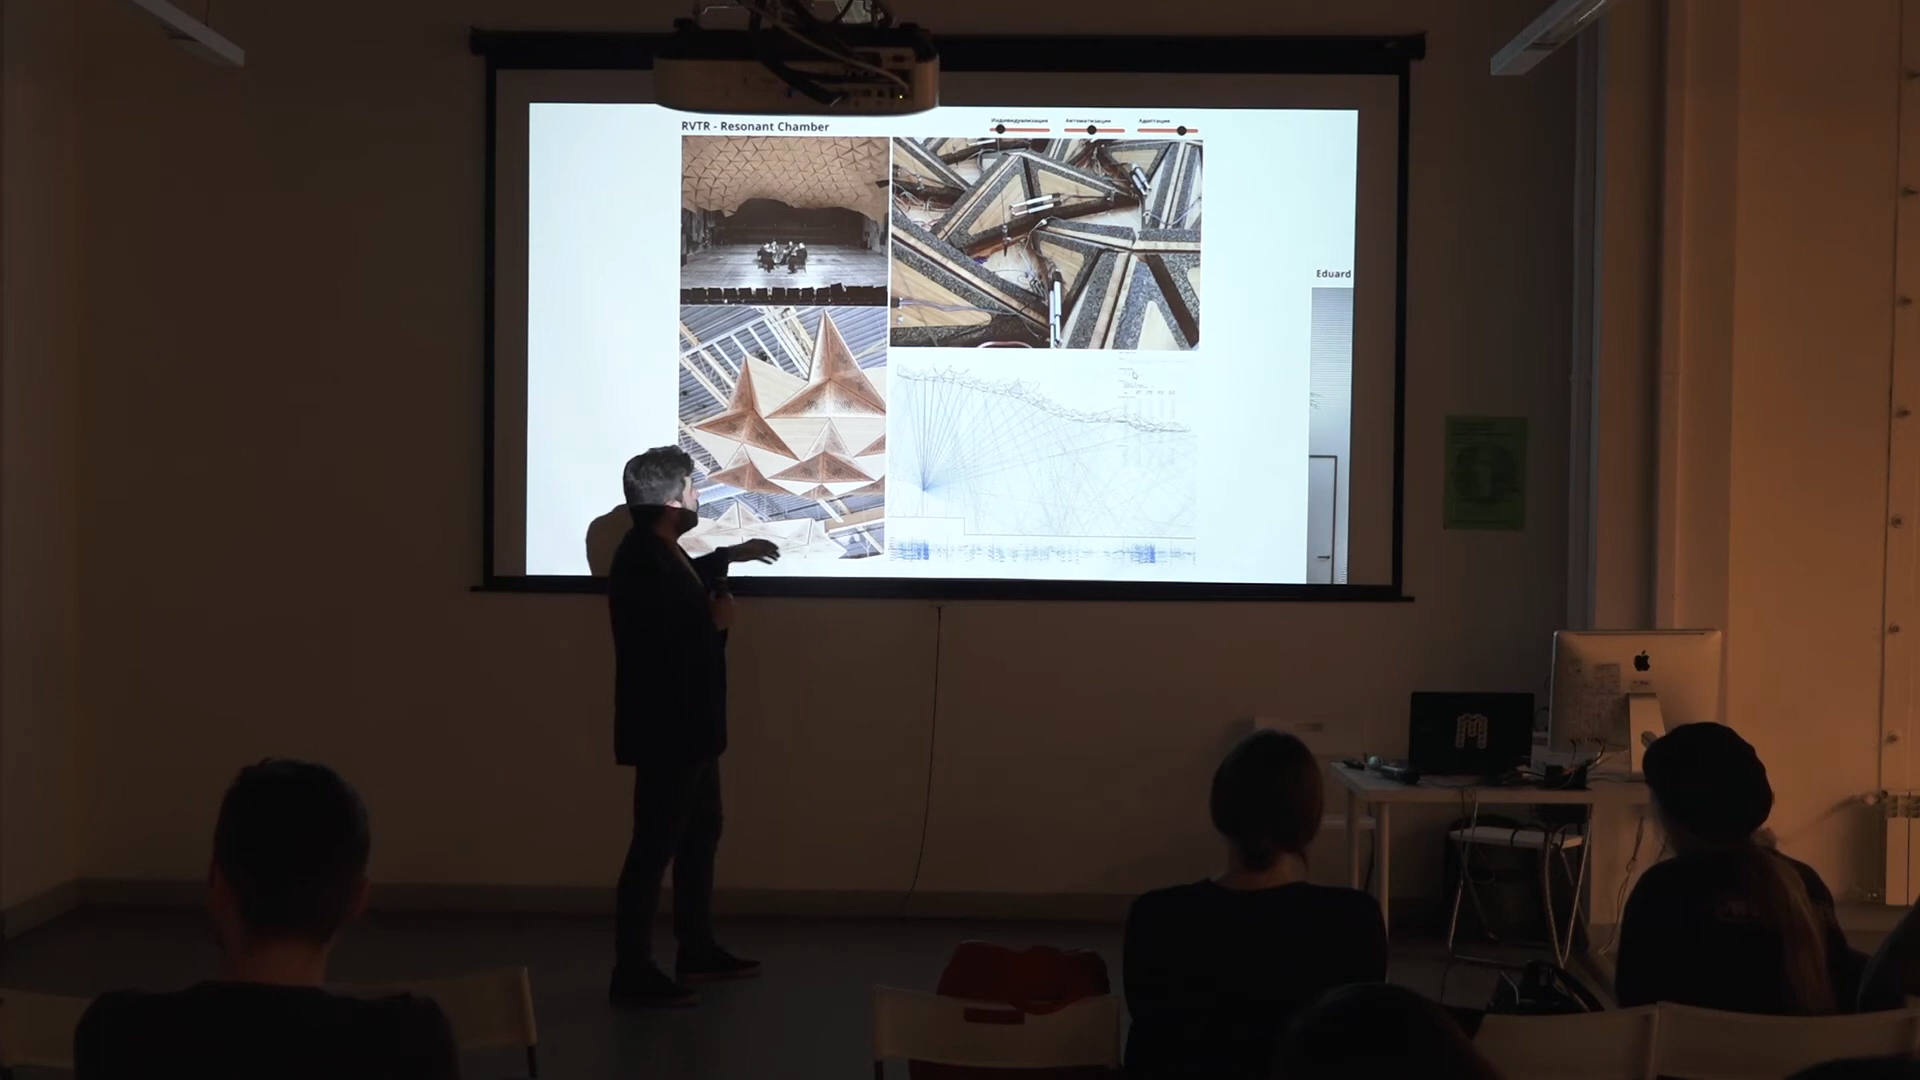 RVTR - Resonant Chamber
Индивидуализация
Автоматизация
Адаптация
Eduard